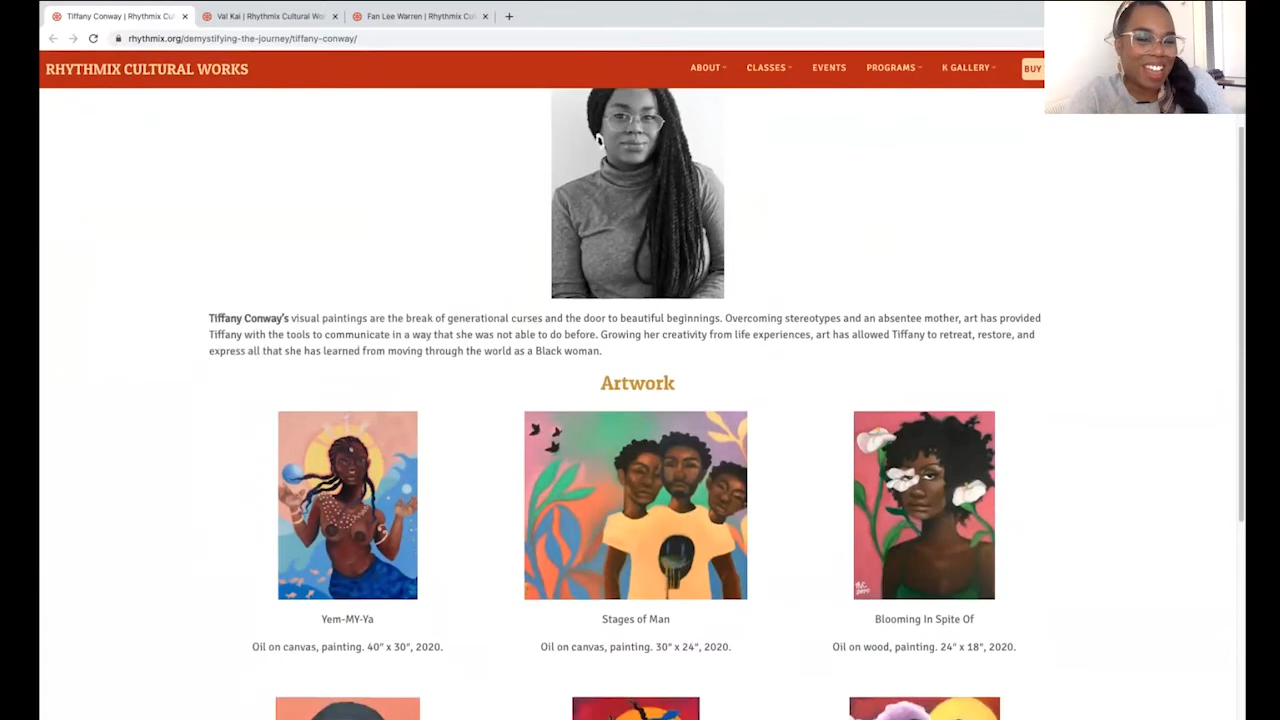 Tiffany Conway | Rhythmix Cul
Val Kai | Rhythmix Cultural Wo
Fan Lee Warren | Rhythmix Cul
rhythmix.org/demystifying-the-journey/tiffany-conway/
RHYTHMIX CULTURAL WORKS
ABOUT
CLASSES
EVENTS
PROGRAMS
K GALLERY
BUY
Tiffany Conway's visual paintings are the break of generational curses and the door to beautiful beginnings. Overcoming stereotypes and an absentee mother, art has provided
Tiffany with the tools to communicate in a way that she was not able to do before. Growing her creativity from life experiences, art has allowed Tiffany to retreat, restore, and
express all that she has learned from moving through the world as a Black woman.
Artwork
Yem-MY-Ya
Stages of Man
Blooming In Spite Of
Oil on canvas, painting. 40" x 30", 2020.
Oil on canvas, painting. 30" x 24", 2020.
Oil on wood, painting. 24" x 18", 2020.